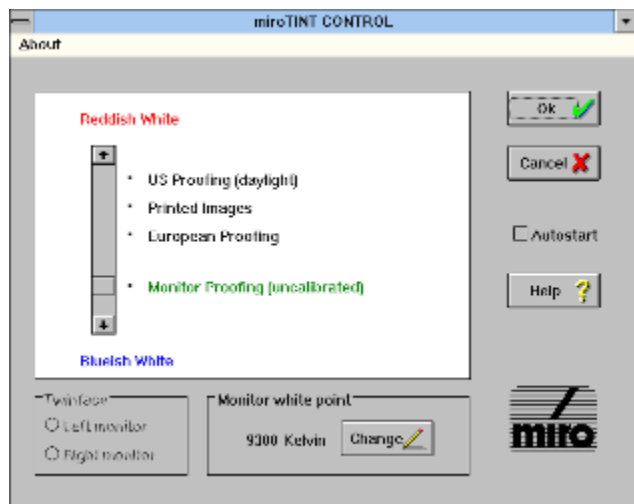 miroTINT CONTROL
About
Reddish White
US Proofing (daylight)
Printed Images
European Proofing
Monitor Proofing (uncalibrated)
Blueish White
Ok
Cancel
Autostart
Help
Twinface
Left monitor
Right monitor
Monitor white point
9300 Kelvin
Change
miro